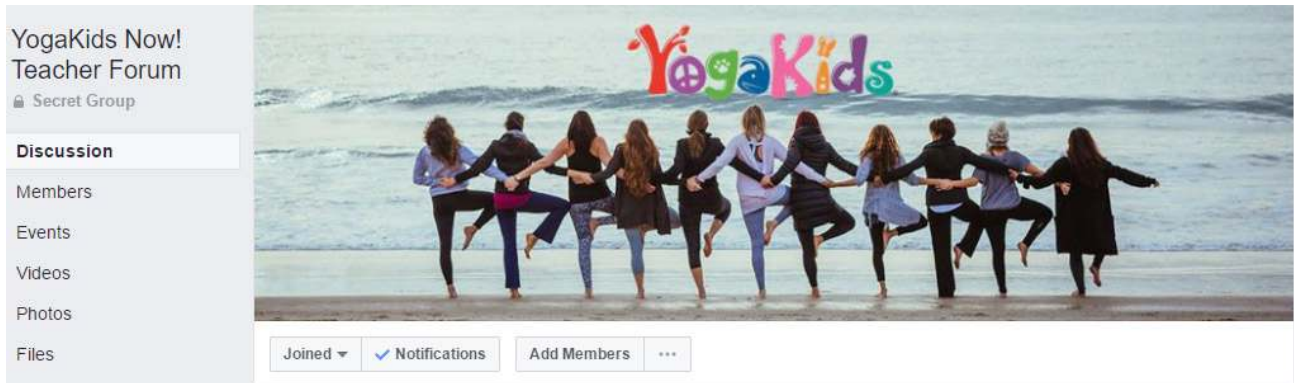 YogaKids Now!
Teacher Forum
Secret Group
Discussion
Members
Events
Videos
Photos
Files
YogaKids
Joined
Notifications
Add Members